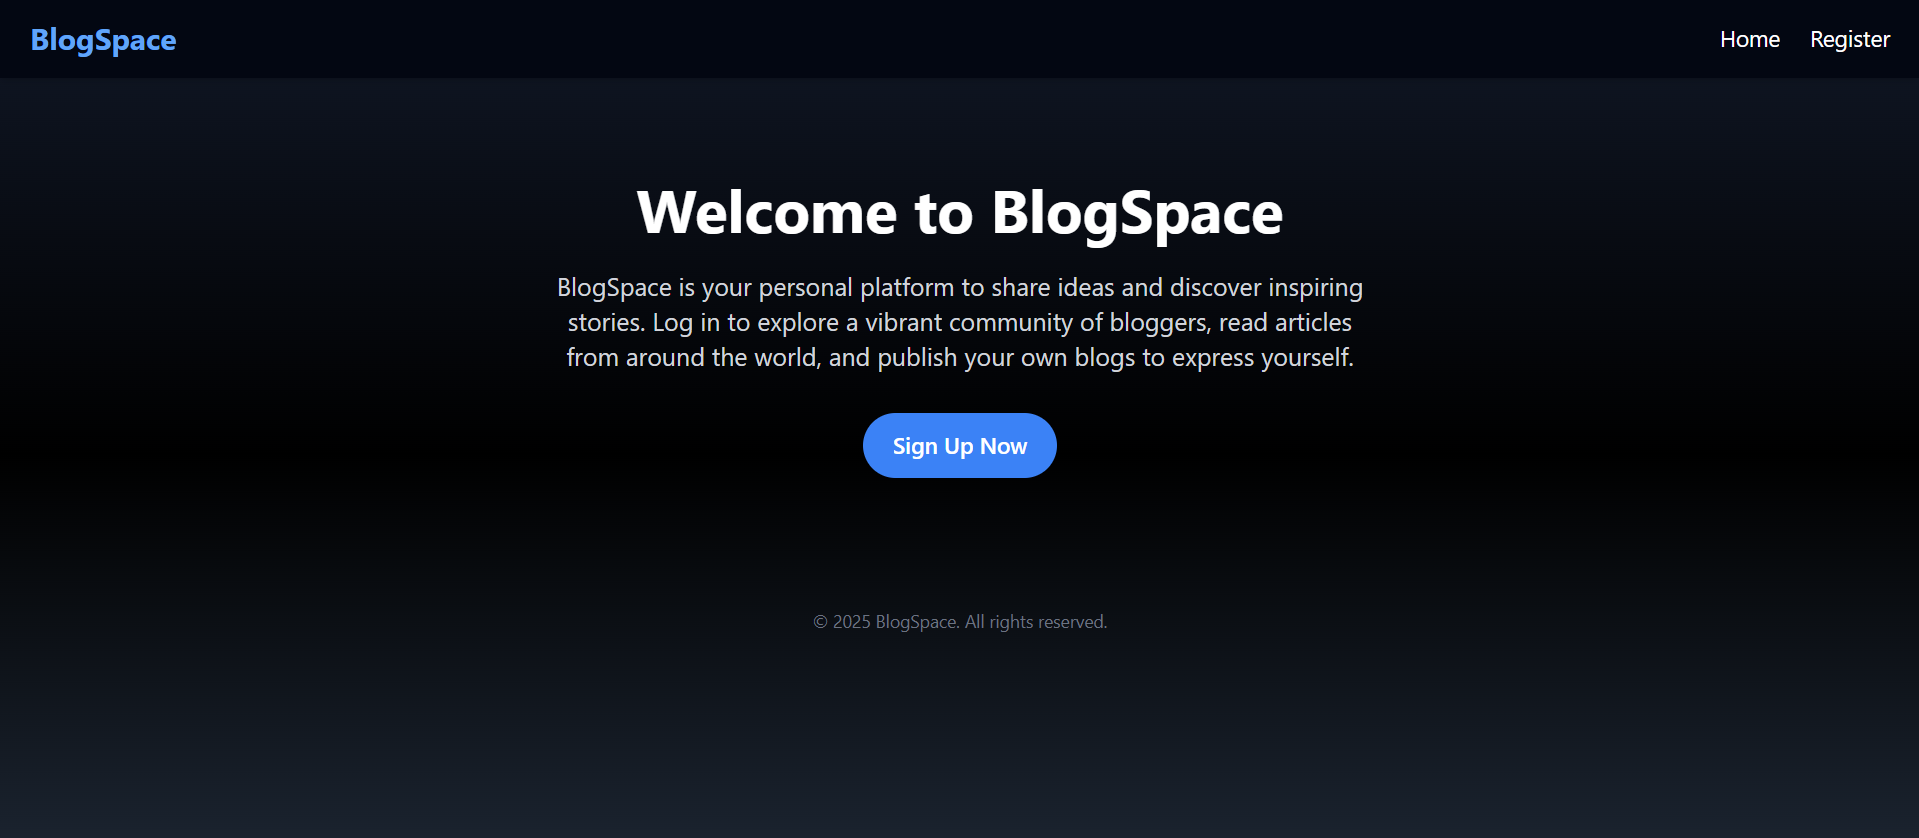 BlogSpace
Home
Register
Welcome to BlogSpace
BlogSpace is your personal platform to share ideas and discover inspiring
stories. Log in to explore a vibrant community of bloggers, read articles
from around the world, and publish your own blogs to express yourself.
Sign Up Now
© 2025 BlogSpace. All rights reserved.